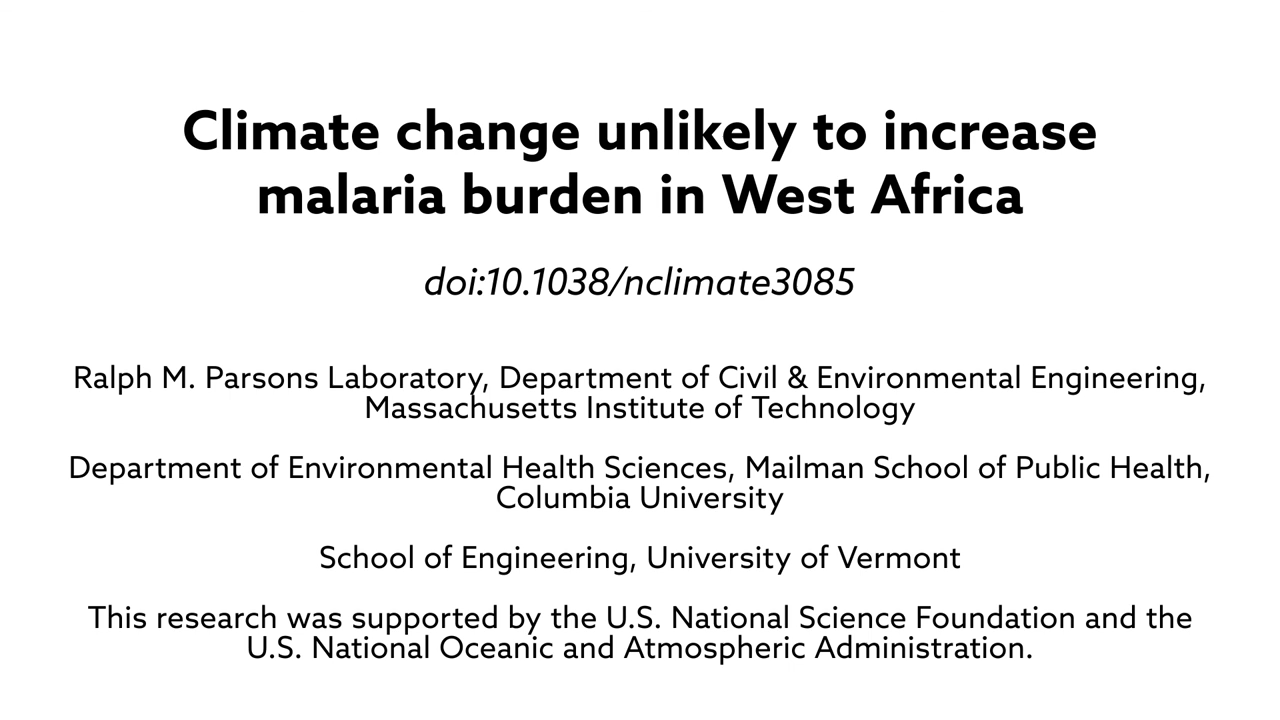 Climate change unlikely to increase
malaria burden in West Africa
doi:10.1038/nclimate3085
Ralph M. Parsons Laboratory, Department of Civil & Environmental Engineering,
Massachusetts Institute of Technology
Department of Environmental Health Sciences, Mailman School of Public Health,
Columbia University
School of Engineering, University of Vermont
This research was supported by the U.S. National Science Foundation and the
U.S. National Oceanic and Atmospheric Administration.